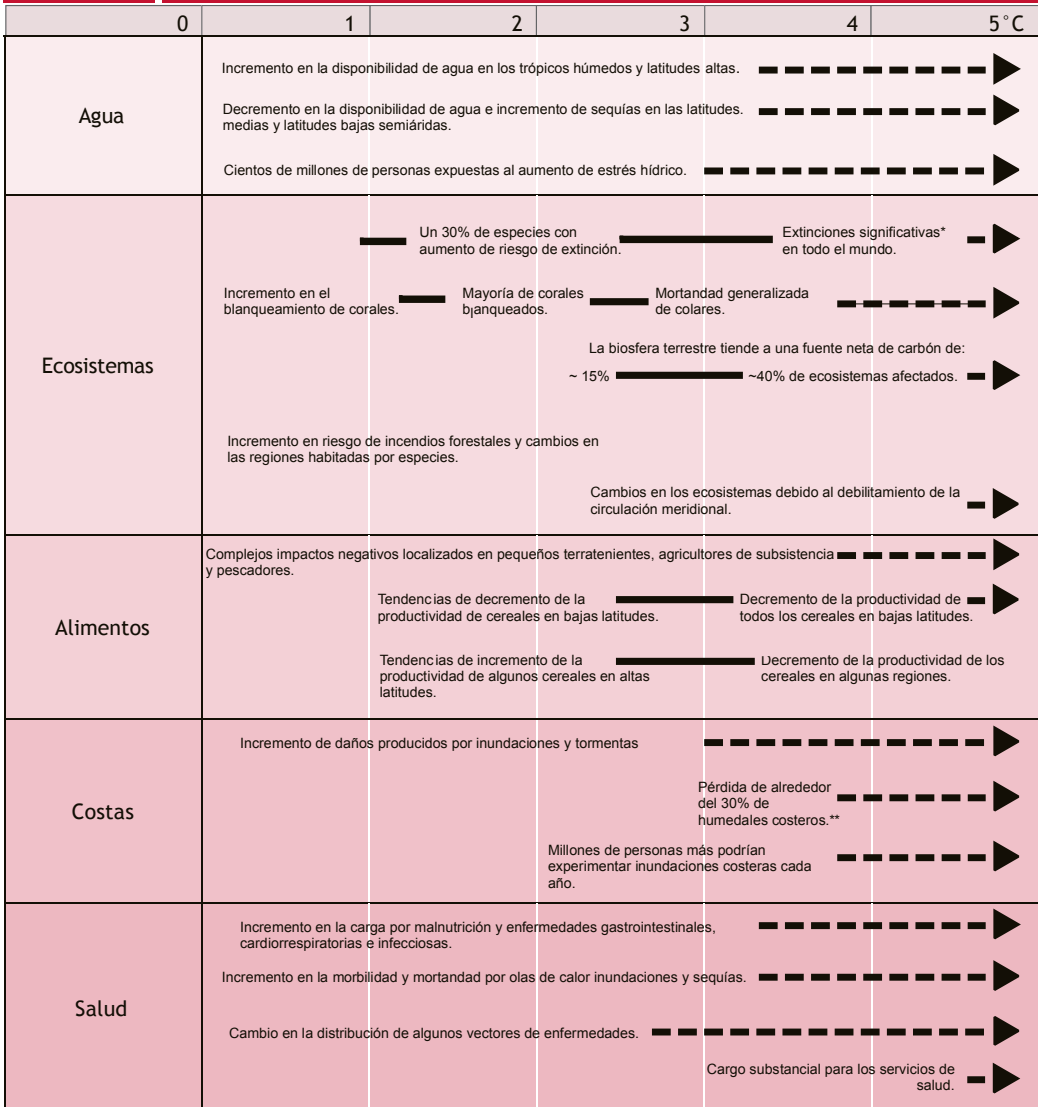 0 1 2 3 4 5°C
Agua
Incremento en la disponibilidad de agua en los trópicos húmedos y latitudes altas.
Decremento en la disponibilidad de agua e incremento de sequías en las latitudes.
medias y latitudes bajas semiáridas.
Cientos de millones de personas expuestas al aumento de estrés hídrico.
Ecosistemas
Un 30% de especies con
aumento de riesgo de extinción.
Extinciones significativas*
en todo el mundo.
Incremento en el
blanqueamiento de corales.
Mayoría de corales
blanqueados.
Mortandad generalizada
de colares.
La biosfera terrestre tiende a una fuente neta de carbón de:
~ 15%
~40% de ecosistemas afectados.
Incremento en riesgo de incendios forestales y cambios en
las regiones habitadas por especies.
Cambios en los ecosistemas debido al debilitamiento de la
circulación meridional.
Alimentos
Complejos impactos negativos localizados en pequeños terratenientes, agricultores de subsistencia
y pescadores.
Tendencias de decremento de la
productividad de cereales en bajas latitudes.
Decremento de la productividad de
todos los cereales en bajas latitudes.
Tendencias de incremento de la
productividad de algunos cereales en altas
latitudes.
Decremento de la productividad de los
cereales en algunas regiones.
Costas
Incremento de daños producidos por inundaciones y tormentas
Pérdida de alrededor
del 30% de
humedales costeros.**
Millones de personas más podrían
experimentar inundaciones costeras cada
año.
Salud
Incremento en la carga por malnutrición y enfermedades gastrointestinales,
cardiorrespiratorias e infecciosas.
Incremento en la morbilidad y mortandad por olas de calor inundaciones y sequías.
Cambio en la distribución de algunos vectores de enfermedades.
Cargo substancial para los servicios de
salud.